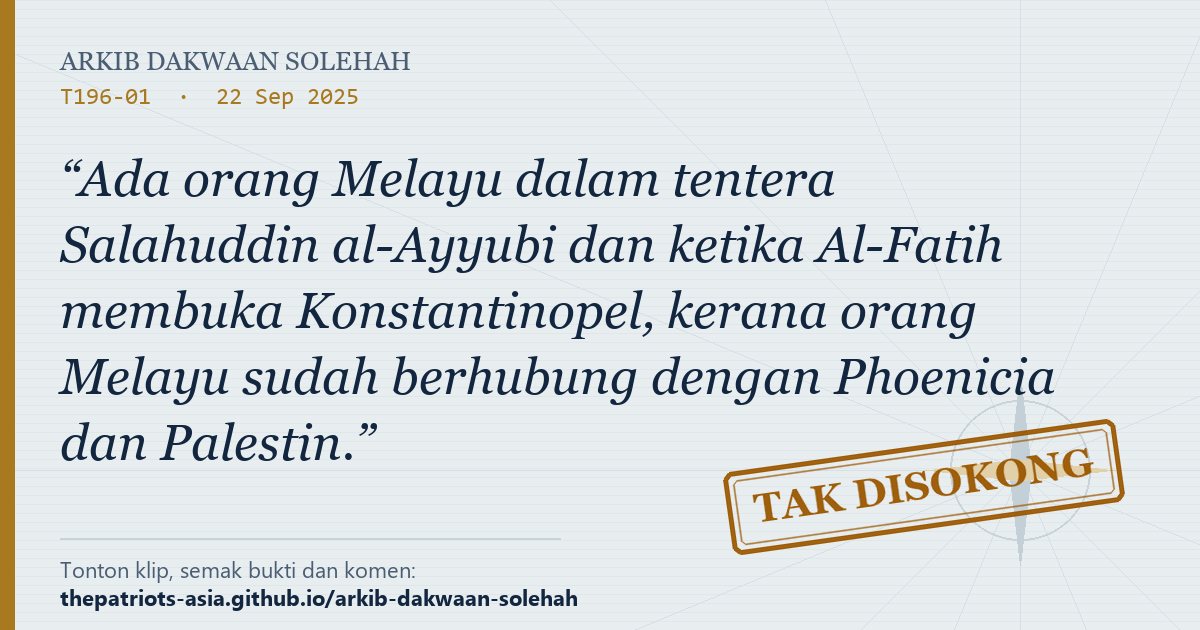 ARKIB DAKWAAN SOLEHAH
T196-01 · 22 Sep 2025
“Ada orang Melayu dalam tentera
Salahuddin al-Ayyubi dan ketika Al-Fatih
membuka Konstantinopel, kerana orang
Melayu sudah berhubung dengan Phoenicia
dan Palestin.”
TAK DISOKONG
Tonton klip, semak bukti dan komen:
thepatriots-asia.github.io/arkib-dakwaan-solehah